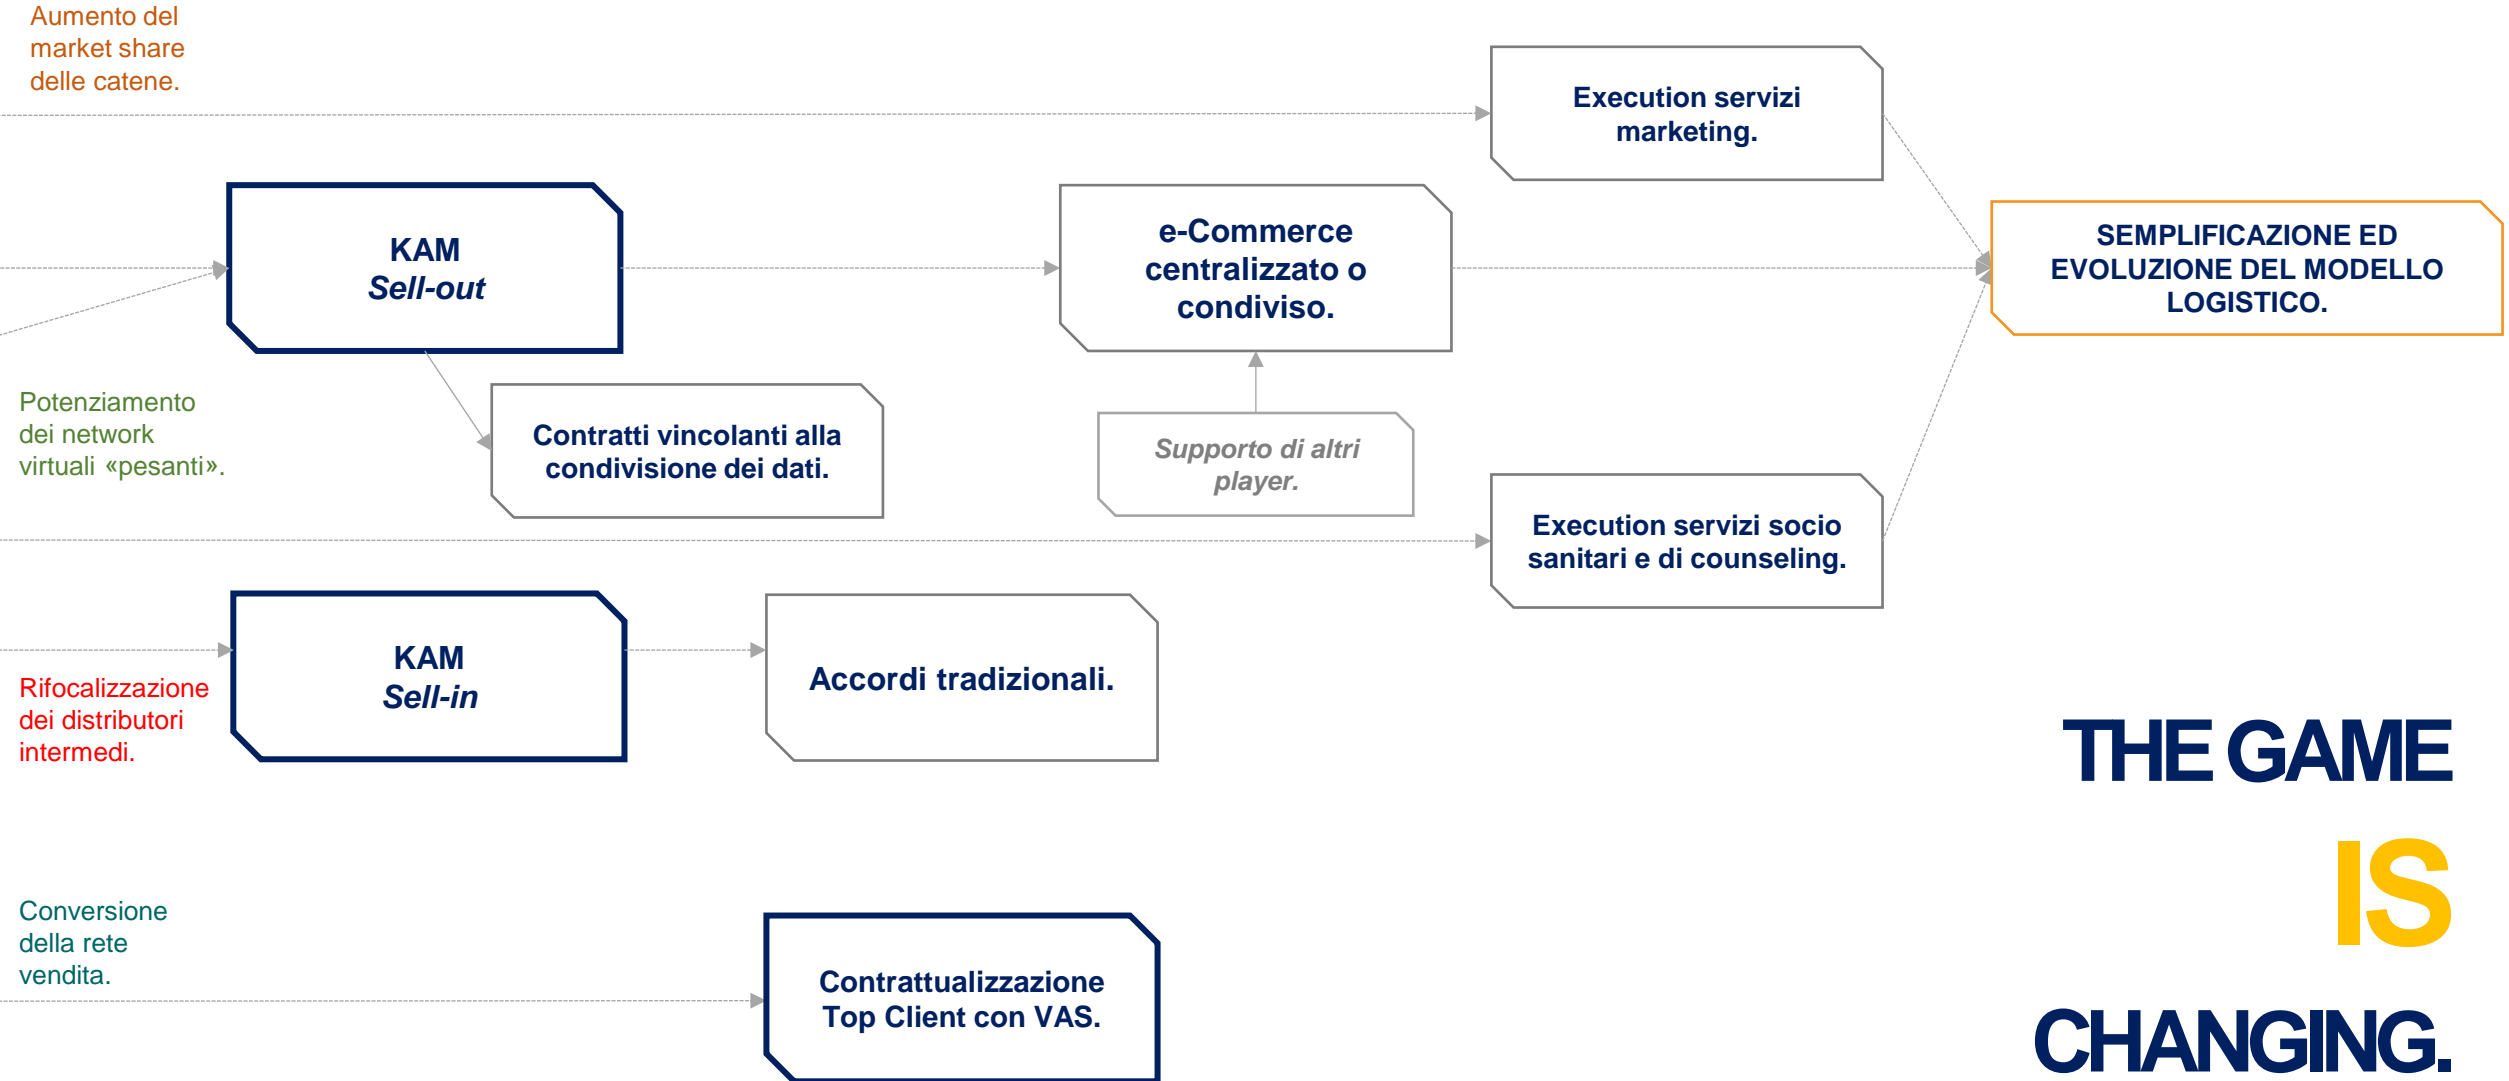 Aumento del
market share
delle catene.
Execution servizi
marketing.
KAM
Sell-out
e-Commerce
centralizzato o
condiviso.
SEMPLIFICAZIONE ED
EVOLUZIONE DEL MODELLO
LOGISTICO.
Potenziamento
dei network
virtuali «pesanti».
Contratti vincolanti alla
condivisione dei dati.
Supporto di altri
player.
Execution servizi socio
sanitari e di counseling.
KAM
Sell-in
Accordi tradizionali.
Rifocalizzazione
dei distributori
intermedi.
THE GAME
IS
CHANGING.
Conversione
della rete
vendita.
Contrattualizzazione
Top Client con VAS.